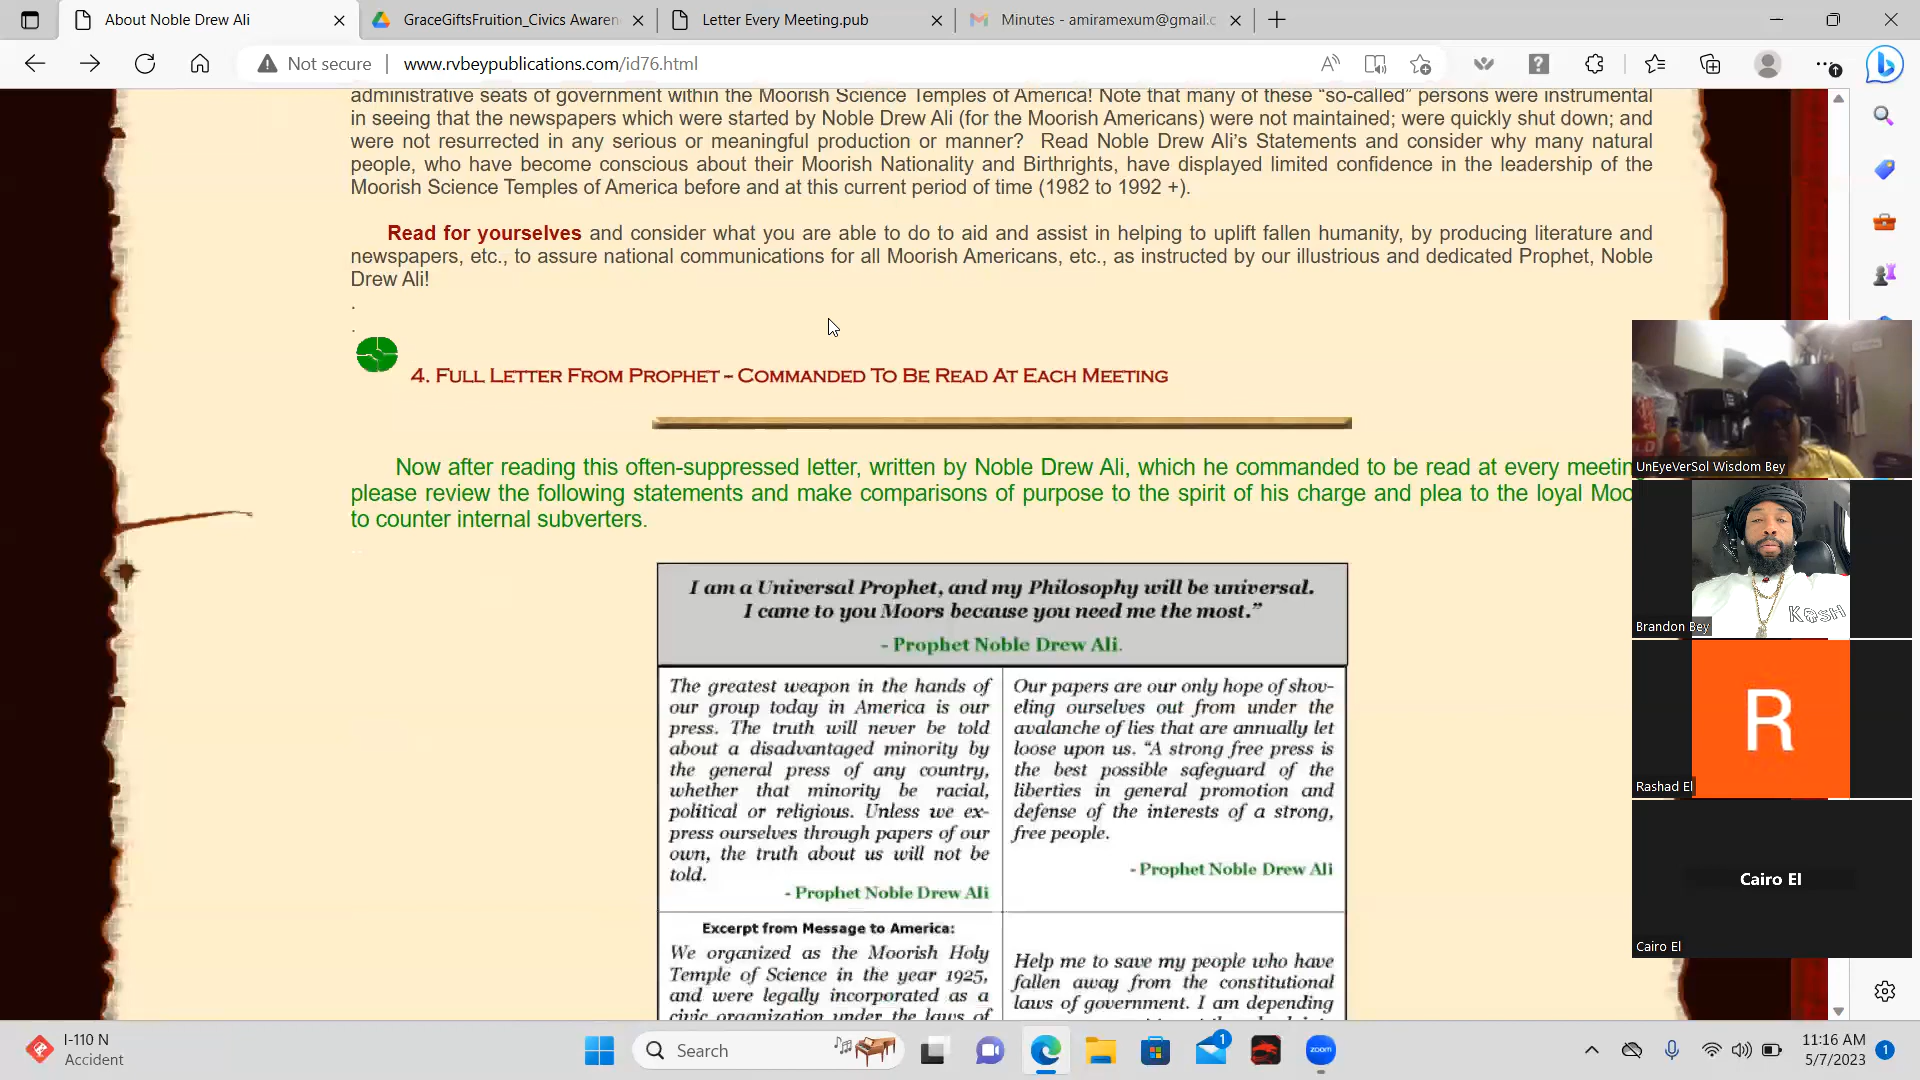 About Noble Drew Ali
GraceGiftsFruition_Civics Awaren
Letter Every Meeting.pub
Minutes - amiramexum@gmail.c
Not secure
www.rvbeypublications.com/id76.html
administrative seats of government within the Moorish Science Temples of America! Note that many of these “so-called” persons were instrumental
in seeing that the newspapers which were started by Noble Drew Ali (for the Moorish Americans) were not maintained; were quickly shut down; and
were not resurrected in any serious or meaningful production or manner? Read Noble Drew Ali’s Statements and consider why many natural
people, who have become conscious about their Moorish Nationality and Birthrights, have displayed limited confidence in the leadership of the
Moorish Science Temples of America before and at this current period of time (1982 to 1992 +).
Read for yourselves and consider what you are able to do to aid and assist in helping to uplift fallen humanity, by producing literature and
newspapers, etc., to assure national communications for all Moorish Americans, etc., as instructed by our illustrious and dedicated Prophet, Noble
Drew Ali!
.
.
4. Full Letter From Prophet - Commanded To Be Read At Each Meeting
Now after reading this often-suppressed letter, written by Noble Drew Ali, which he commanded to be read at every meetin
please review the following statements and make comparisons of purpose to the spirit of his charge and plea to the loyal Moo
to counter internal subverters.
I am a Universal Prophet, and my Philosophy will be universal.
I came to you Moors because you need me the most.”
- Prophet Noble Drew Ali.
The greatest weapon in the hands of
our group today in America is our
press. The truth will never be told
about a disadvantaged minority by
the general press of any country,
whether that minority be racial,
political or religious. Unless we ex-
press ourselves through papers of our
own, the truth about us will not be
told.
- Prophet Noble Drew Ali
Our papers are our only hope of shov-
eling ourselves out from under the
avalanche of lies that are annually let
loose upon us. “A strong free press is
the best possible safeguard of the
liberties in general promotion and
defense of the interests of a strong,
free people.
- Prophet Noble Drew Ali
Excerpt from Message to America:
We organized as the Moorish Holy
Temple of Science in the year 1925,
and were legally incorporated as a
civic organization under the laws of
Help me to save my people who have
fallen away from the constitutional
laws of government. I am depending
UnEyeVerSol Wisdom Bey
KOSH
Brandon Bey
R
Rashad El
Cairo El
Cairo El
I-110 N
Accident
Search
1
zoom
11:16 AM
5/7/2023
1